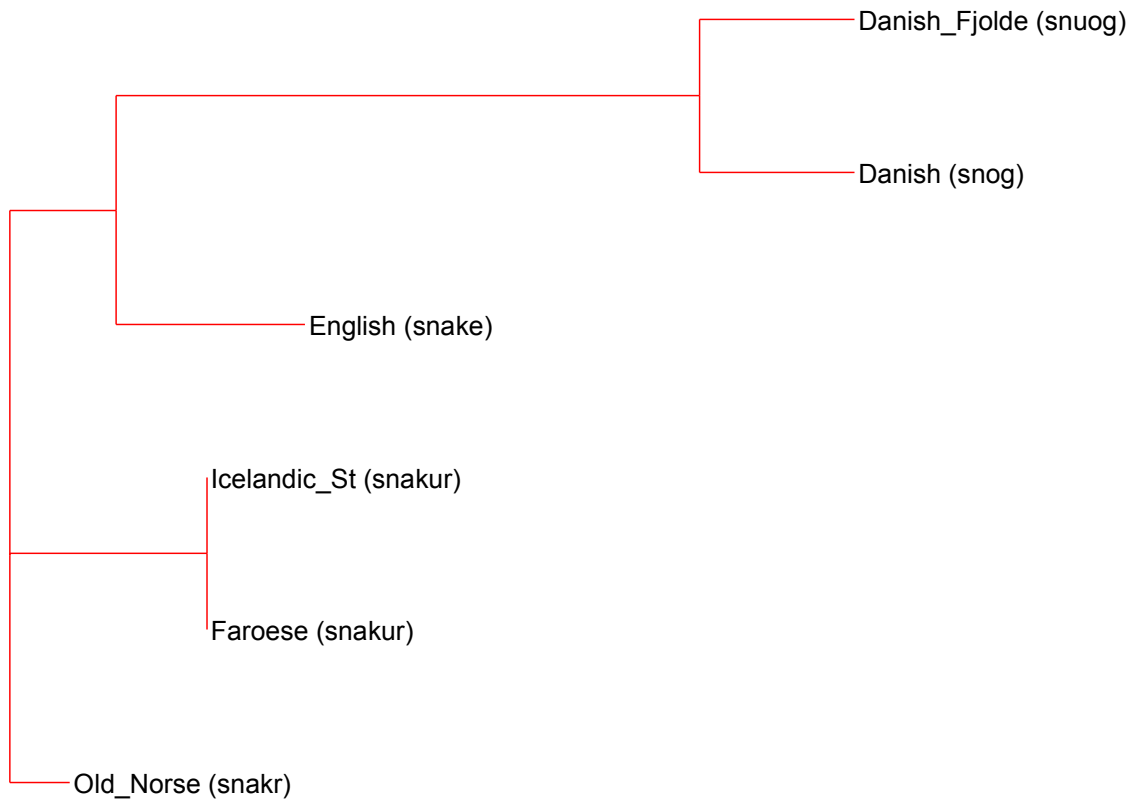 Danish_Fjolde (snuog)
Danish (snog)
English (snake)
Icelandic_St (snakur)
Faroese (snakur)
Old_Norse (snakr)